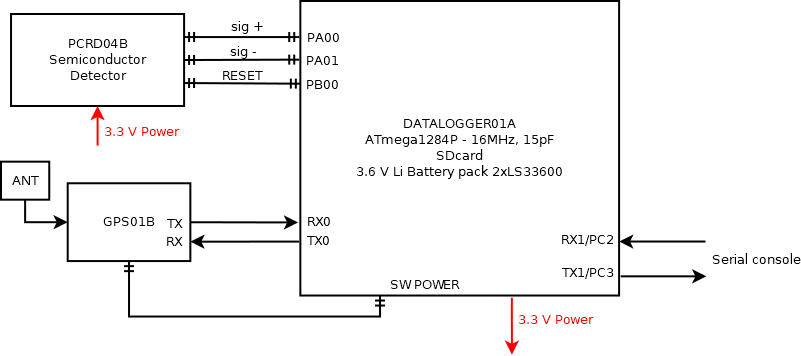 PCRD04B
Semiconductor
Detector
sig +
sig -
RESET
3.3 V Power
PA00
PA01
PB00
DATALOGGER01A
ATmega1284P - 16MHz, 15pF
SDcard
3.6 V Li Battery pack 2xLS33600
ANT
GPS01B
TX
RX
RX0
TX0
RX1/PC2
TX1/PC3
Serial console
SW POWER
3.3 V Power